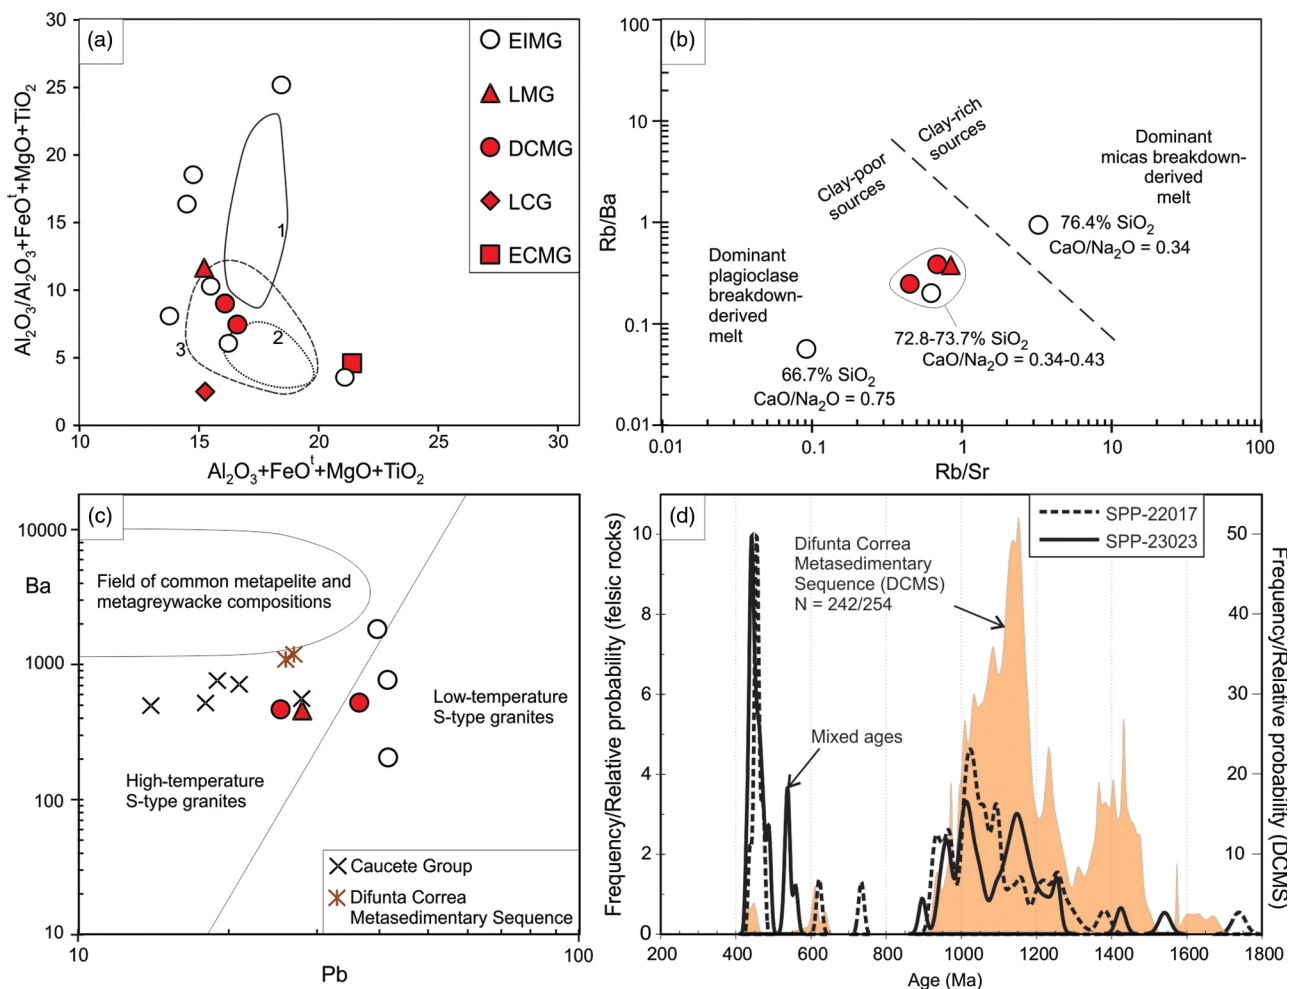 (a)
30
25
20
15
10
5
0
Al2O3/Al2O3+FeOt+MgO+TiO2
10
15
20
25
30
Al2O3+FeOt+MgO+TiO2
1
2
3
EIMG
LMG
DCMG
LCG
ECMG
(b)
100
10
1
0.1
0.01
Rb/Ba
0.01
0.1
1
10
100
Rb/Sr
Clay-rich
sources
Clay-poor
sources
Dominant
micas breakdown-
derived
melt
76.4% SiO2
CaO/Na2O = 0.34
Dominant
plagioclase
breakdown-
derived
melt
72.8-73.7% SiO2
CaO/Na2O = 0.34-0.43
66.7% SiO2
CaO/Na2O = 0.75
(c)
10000
Ba
1000
100
10
10
100
Pb
Field of common metapelite and
metagreywacke compositions
Low-temperature
S-type granites
High-temperature
S-type granites
Caucete Group
Difunta Correa
Metasedimentary Sequence
(d)
Frequency/Relative probability (felsic rocks)
10
8
6
4
2
0
SPP-22017
SPP-23023
Difunta Correa
Metasedimentary
Sequence (DCMS)
N = 242/254
Mixed ages
50
40
30
20
10
Frequency/Relative
probability (DCMS)
200
400
600
800
1000
1200
1400
1600
1800
Age (Ma)